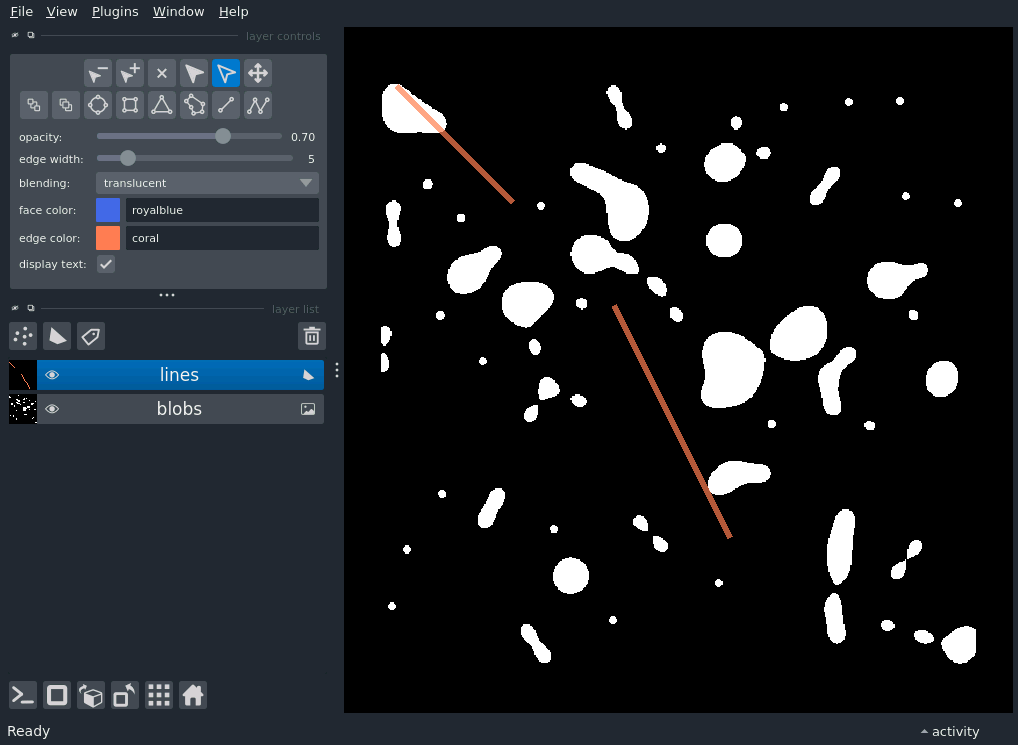 File View Plugins Window Help
layer controls
opacity: 0.70
edge width: 5
blending: translucent
face color: royalblue
edge color: coral
display text:
layer list
lines
blobs
Ready
activity